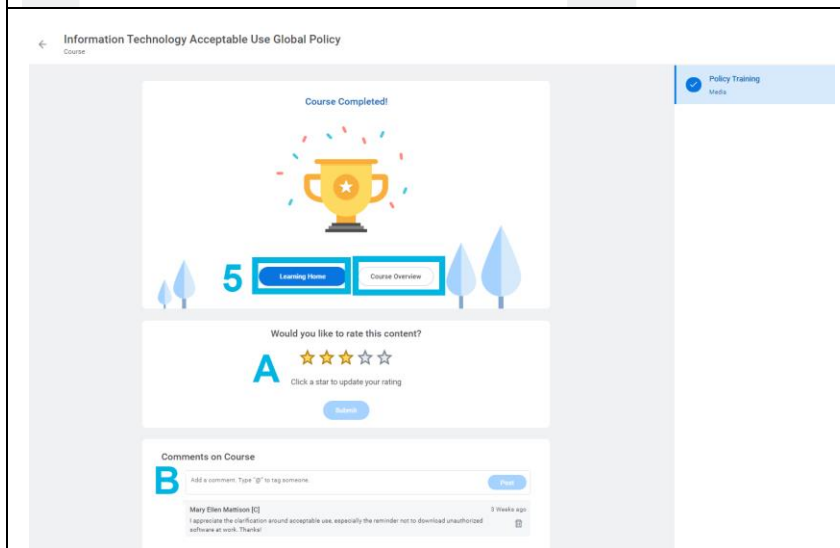 Information Technology Acceptable Use Global Policy
Course
Policy Training
Media
Course Completed!
5
Learning Home
Course Overview
Would you like to rate this content?
A
Click a star to update your rating
Submit
Comments on Course
B
Add a comment. Type "@" to tag someone.
Post
Mary Ellen Mattison [C]
3 Weeks ago
I appreciate the clarification around acceptable use, especially the reminder not to download unauthorized
software at work. Thanks!